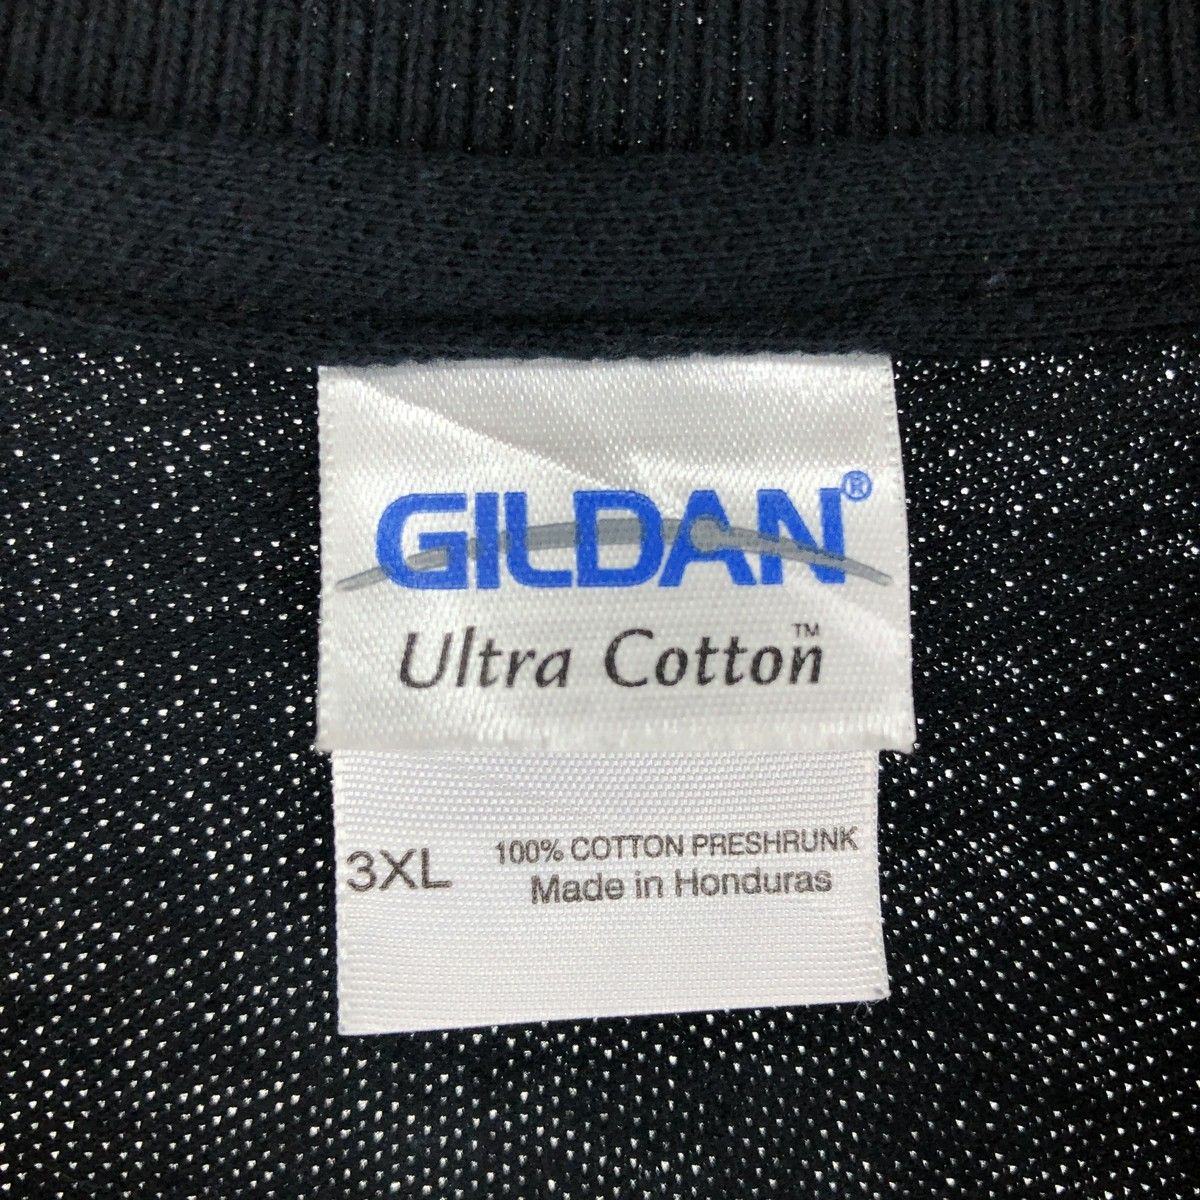 GILDAN®
Ultra Cotton™
3XL 100% COTTON PRESHRUNK
Made in Honduras